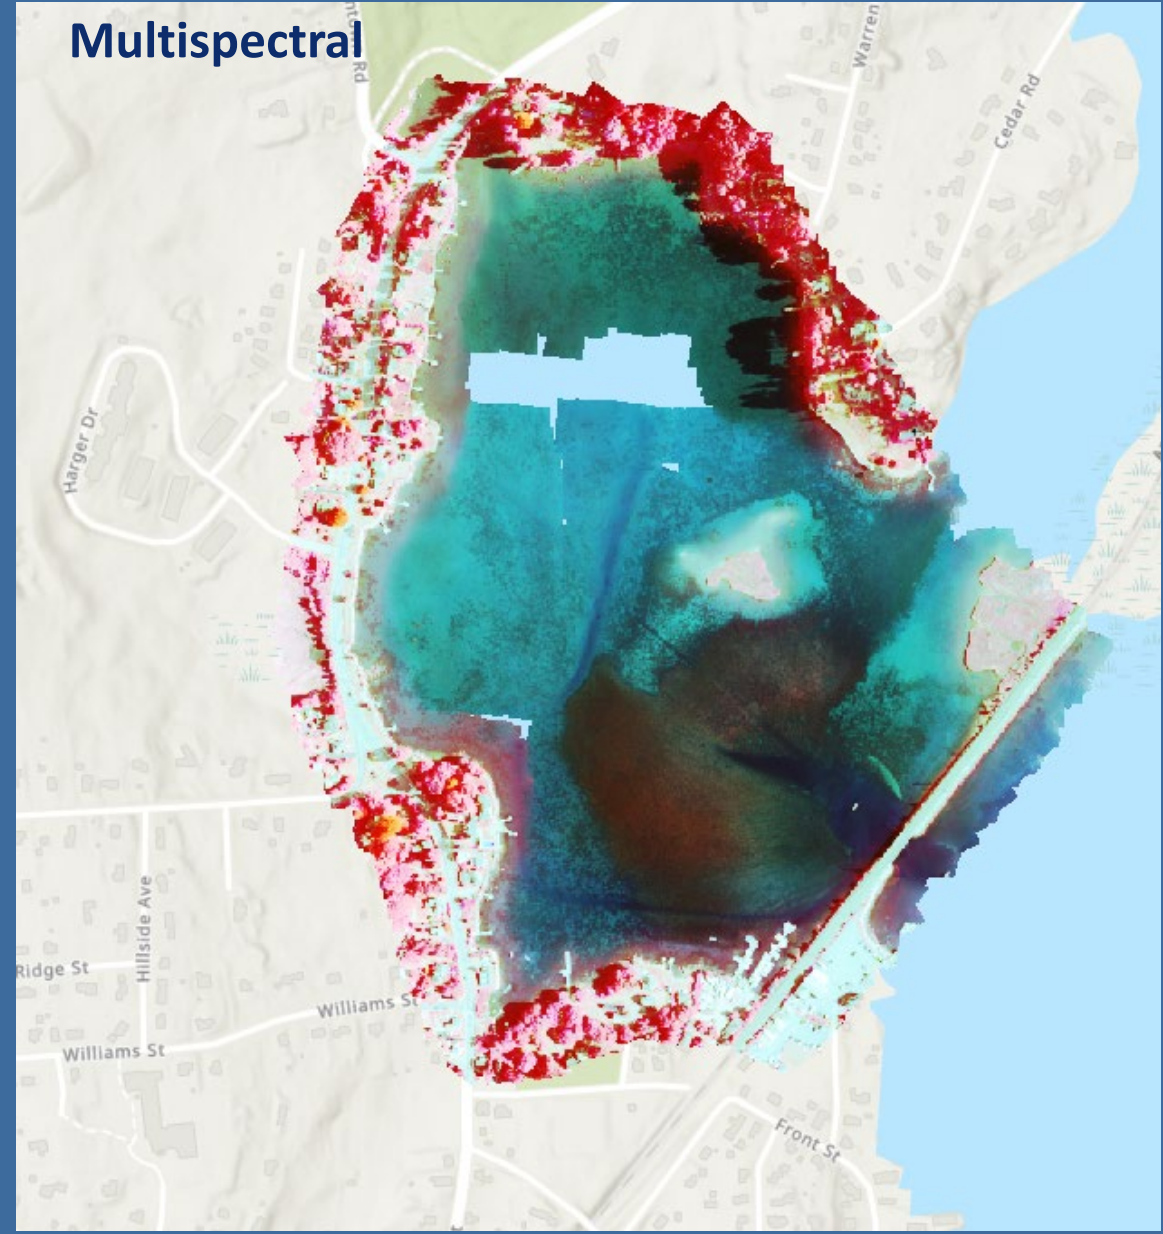 Multispectral
Rd
Warren
Cedar Rd
Harger Dr
Hillside Ave
Ridge St
Williams St
Williams St
Front St